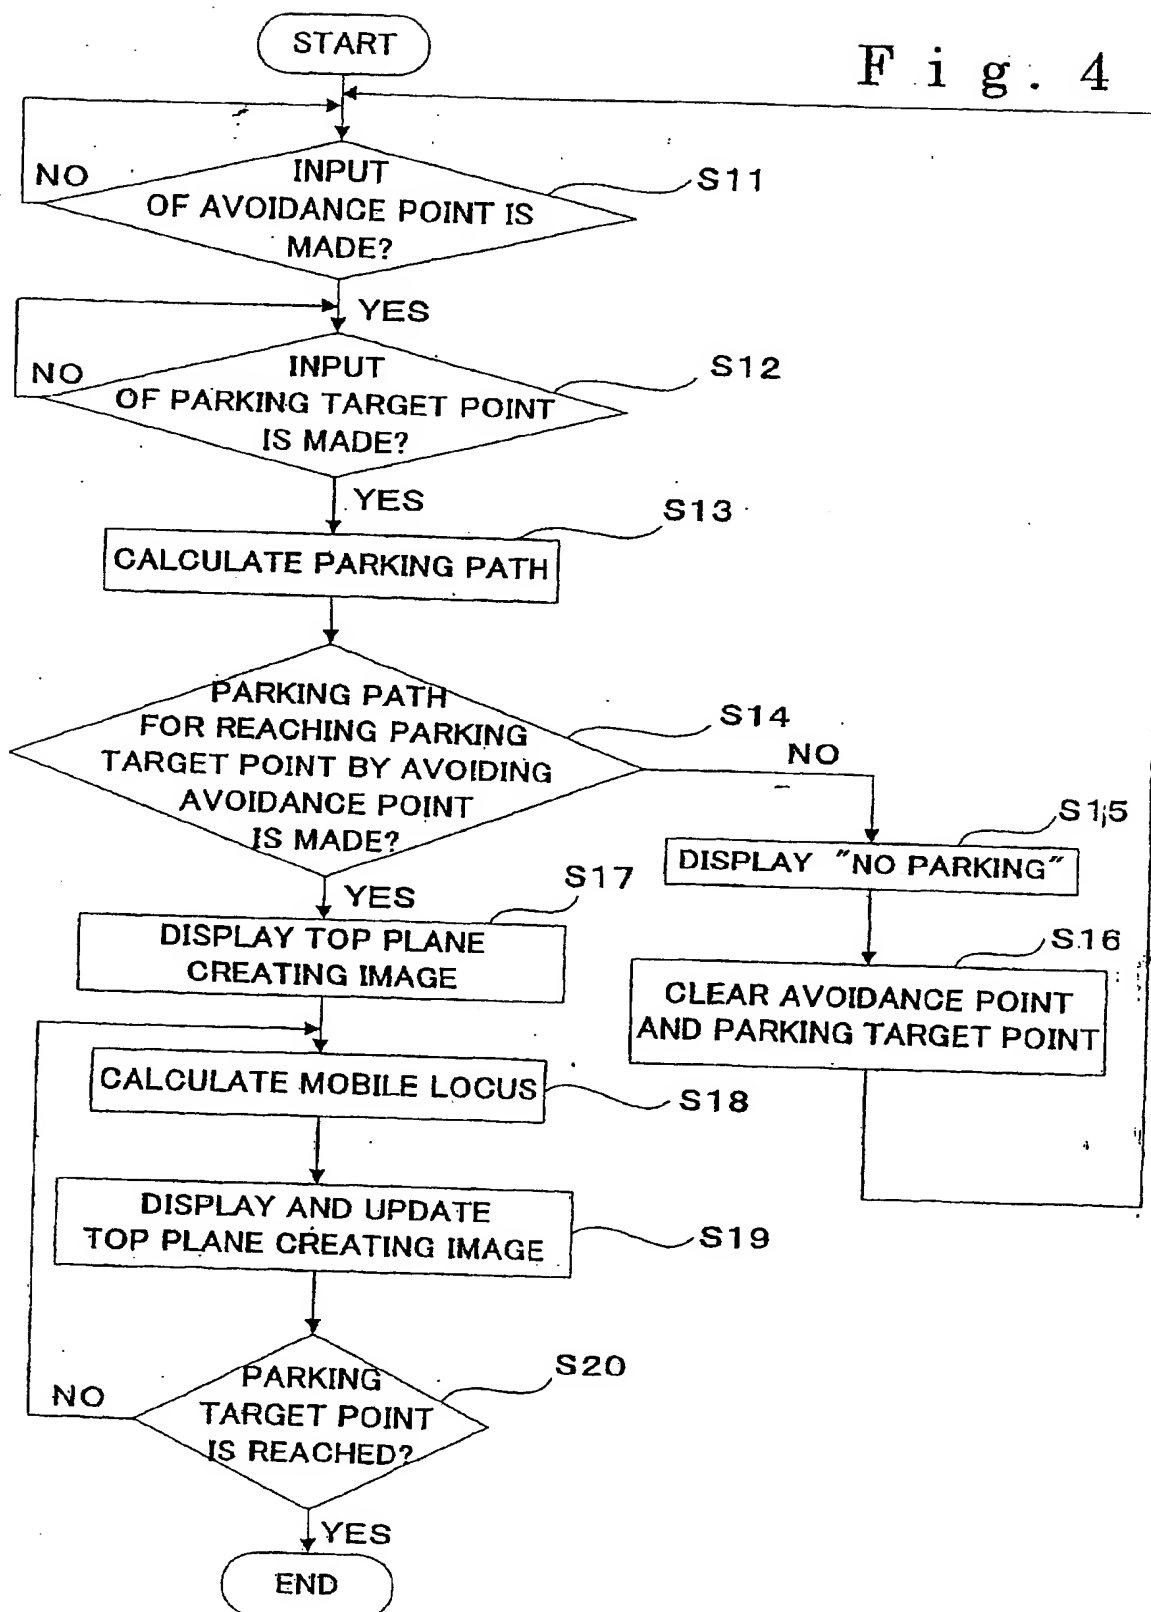 START
F i g . 4
INPUT
OF AVOIDANCE POINT IS
MADE?
S11
NO
YES
INPUT
OF PARKING TARGET POINT
IS MADE?
S12
NO
YES
S13
CALCULATE PARKING PATH
PARKING PATH
FOR REACHING PARKING
TARGET POINT BY AVOIDING
AVOIDANCE POINT
IS MADE?
S14
NO
S15
DISPLAY "NO PARKING"
S16
CLEAR AVOIDANCE POINT
AND PARKING TARGET POINT
YES
S17
DISPLAY TOP PLANE
CREATING IMAGE
CALCULATE MOBILE LOCUS
S18
DISPLAY AND UPDATE
TOP PLANE CREATING IMAGE
S19
PARKING
TARGET POINT
IS REACHED?
S20
NO
YES
END